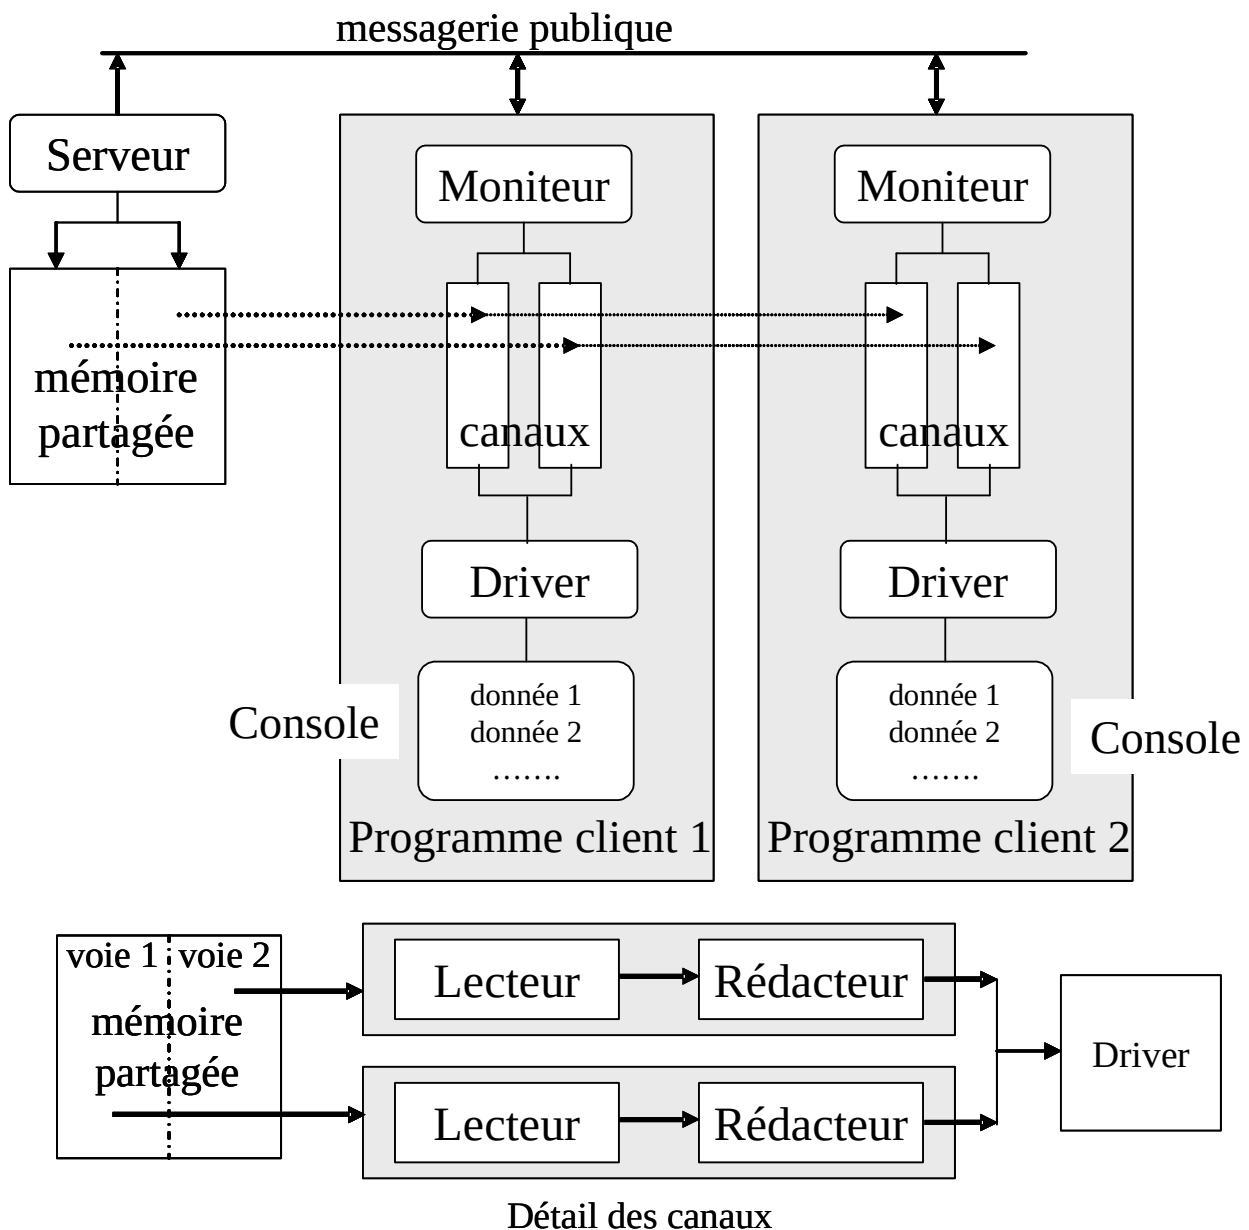 messagerie publique
Serveur
Moniteur
Moniteur
mémoire
partagée
canaux
canaux
Driver
Driver
donnée 1
donnée 2
.......
donnée 1
donnée 2
.......
Console
Console
Programme client 1
Programme client 2
voie 1
voie 2
mémoire
partagée
Lecteur
Rédacteur
Lecteur
Rédacteur
Driver
Détail des canaux